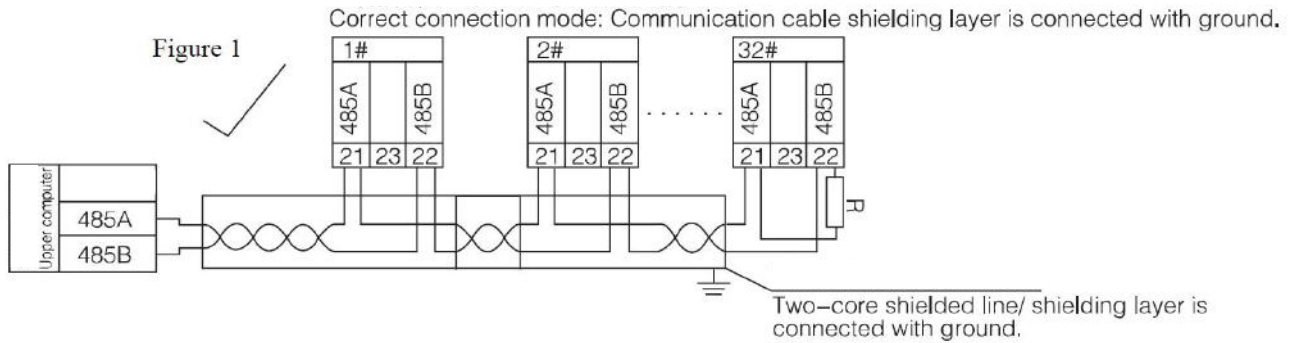 Correct connection mode: Communication cable shielding layer is connected with ground.
Figure 1
1#
485A
485B
21 23 22
2#
485A
485B
21 23 22
......
32#
485A
485B
21 23 22
R
Upper computer
485A
485B
Two-core shielded line/ shielding layer is
connected with ground.